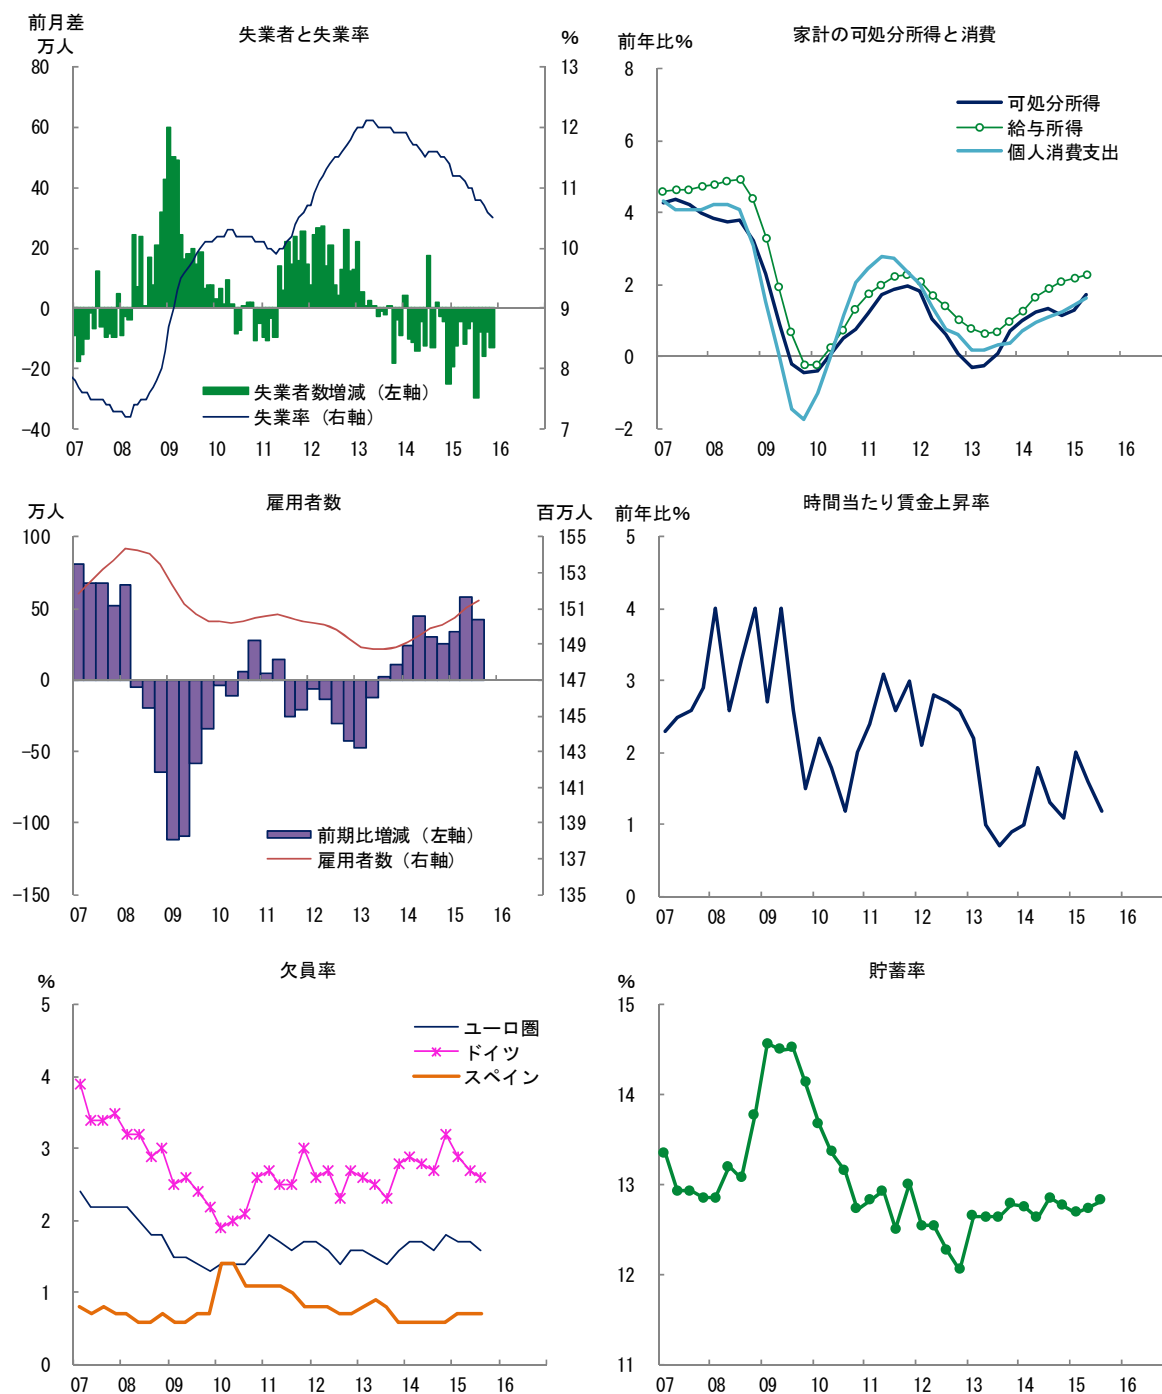 失業者と失業率
前月差
万人
%
80
60
40
20
0
−20
−40
13
12
11
10
9
8
7
失業者数増減（左軸）
失業率（右軸）
07 08 09 10 11 12 13 14 15 16
家計の可処分所得と消費
前年比%
8
6
4
2
0
−2
可処分所得
給与所得
個人消費支出
07 08 09 10 11 12 13 14 15 16
雇用者数
万人
百万人
100
50
0
−50
−100
−150
155
153
151
149
147
145
143
141
139
137
135
前期比増減（左軸）
雇用者数（右軸）
07 08 09 10 11 12 13 14 15 16
時間当たり賃金上昇率
前年比%
5
4
3
2
1
0
07 08 09 10 11 12 13 14 15 16
欠員率
%
5
4
3
2
1
0
ユーロ圏
ドイツ
スペイン
07 08 09 10 11 12 13 14 15 16
貯蓄率
%
15
14
13
12
11
07 08 09 10 11 12 13 14 15 16